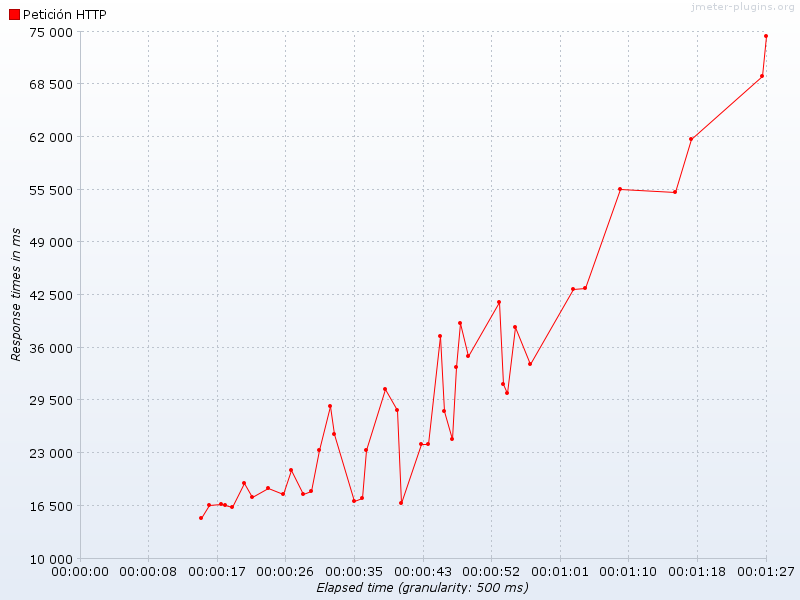 jmeter-plugins.org
Petición HTTP
75 000
68 500
62 000
55 500
49 000
42 500
36 000
29 500
23 000
16 500
10 000
Response times in ms
00:00:00 00:00:08 00:00:17 00:00:26 00:00:35 00:00:43 00:00:52 00:01:01 00:01:10 00:01:18 00:01:27
Elapsed time (granularity: 500 ms)